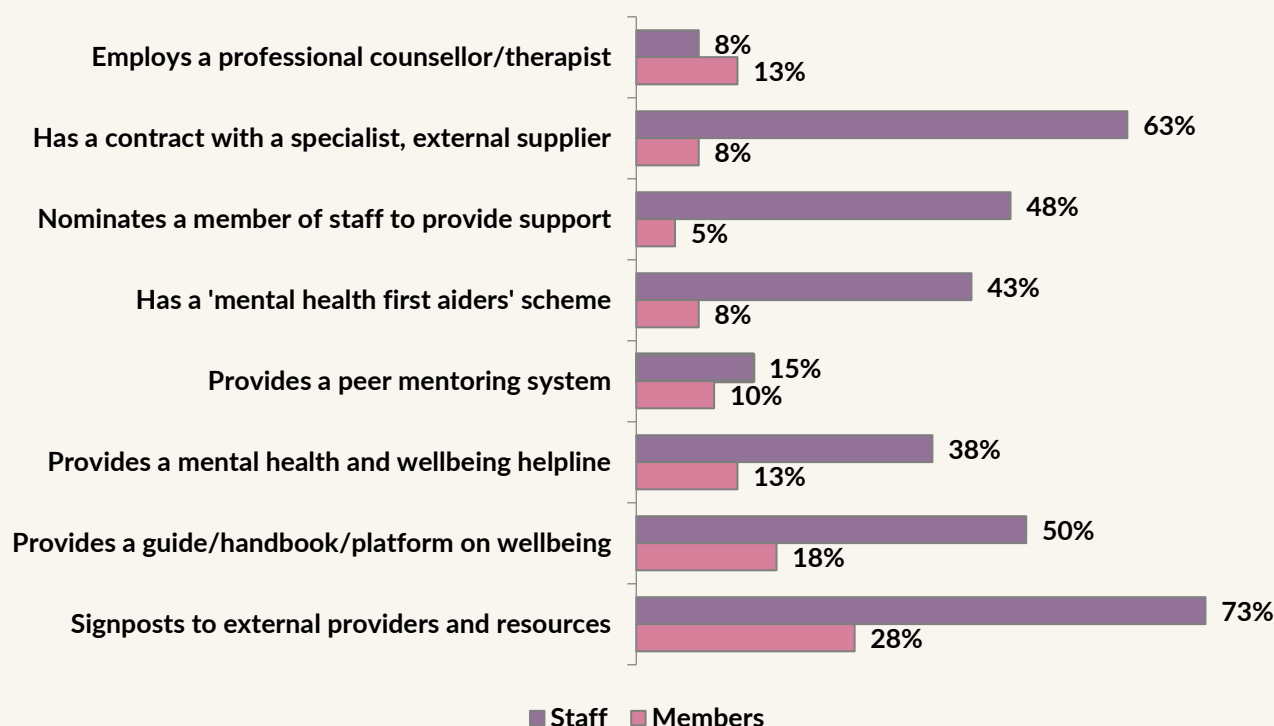 Employs a professional counsellor/therapist
8%
13%
Has a contract with a specialist, external supplier
63%
8%
Nominates a member of staff to provide support
48%
5%
Has a 'mental health first aiders' scheme
43%
8%
Provides a peer mentoring system
15%
10%
Provides a mental health and wellbeing helpline
38%
13%
Provides a guide/handbook/platform on wellbeing
50%
18%
Signposts to external providers and resources
73%
28%
Staff Members